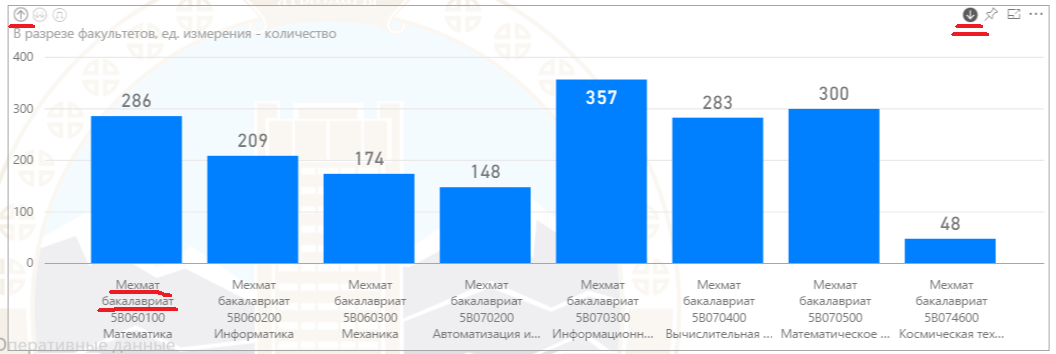 В разрезе факультетов, ед. измерения - количество
400
300
200
100
0
286
209
174
148
357
283
300
48
Мехмат бакалавриат 5B060100 Математика
Мехмат бакалавриат 5B060200 Информатика
Мехмат бакалавриат 5B060300 Механика
Мехмат бакалавриат 5B070200 Автоматизация и...
Мехмат бакалавриат 5B070300 Информационн...
Мехмат бакалавриат 5B070400 Вычислительная ...
Мехмат бакалавриат 5B070500 Математическое ...
Мехмат бакалавриат 5B074600 Космическая тех...
Оперативные данные